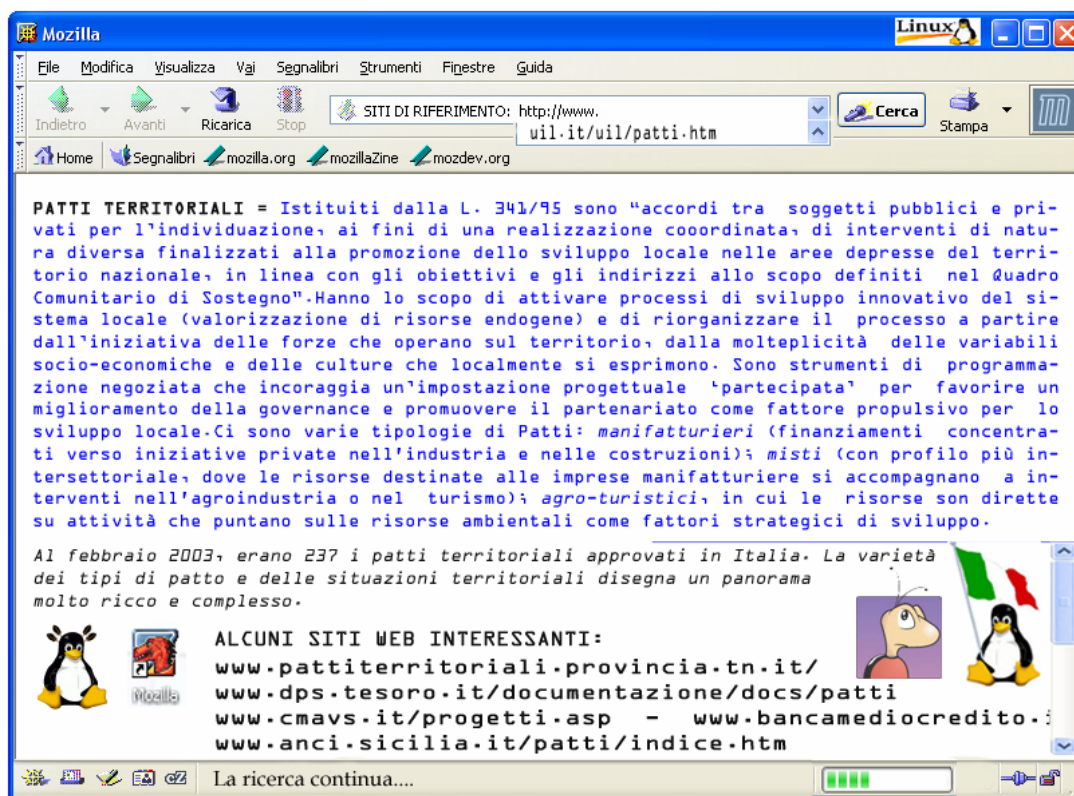 Mozilla
Linux
File Modifica Visualizza Vai Segnalibri Strumenti Finestre Guida
SITI DI RIFERIMENTO: http://www.
uil.it/uil/patti.htm
Cerca
Indietro Avanti Ricarica Stop Stampa
Home Segnalibri mozilla.org mozillaZine mozdev.org
PATTI TERRITORIALI = Istituiti dalla L. 341/95 sono "accordi tra soggetti pubblici e pri-
vati per l'individuazione, ai fini di una realizzazione cooordinata, di interventi di natu-
ra diversa finalizzati alla promozione dello sviluppo locale nelle aree depresse del terri-
torio nazionale, in linea con gli obiettivi e gli indirizzi allo scopo definiti nel Quadro
Comunitario di Sostegno".Hanno lo scopo di attivare processi di sviluppo innovativo del si-
stema locale (valorizzazione di risorse endogene) e di riorganizzare il processo a partire
dall'iniziativa delle forze che operano sul territorio, dalla molteplicità delle variabili
socio-economiche e delle culture che localmente si esprimono. Sono strumenti di programma-
zione negoziata che incoraggia un'impostazione progettuale 'partecipata' per favorire un
miglioramento della governance e promuovere il partenariato come fattore propulsivo per lo
sviluppo locale.Ci sono varie tipologie di Patti: manifatturieri (finanziamenti concentra-
ti verso iniziative private nell'industria e nelle costruzioni); misti (con profilo più in-
tersettoriale, dove le risorse destinate alle imprese manifatturiere si accompagnano a in-
terventi nell'agroindustria o nel turismo); agro-turistici, in cui le risorse son dirette
su attività che puntano sulle risorse ambientali come fattori strategici di sviluppo.
Al febbraio 2003, erano 237 i patti territoriali approvati in Italia. La varietà
dei tipi di patto e delle situazioni territoriali disegna un panorama
molto ricco e complesso.
Mozilla
ALCUNI SITI WEB INTERESSANTI:
www.pattiterritoriali.provincia.tn.it/
www.dps.tesoro.it/documentazione/docs/patti
www.cmavs.it/progetti.asp - www.bancamediocredito.i
www.anci.sicilia.it/patti/indice.htm
La ricerca continua....